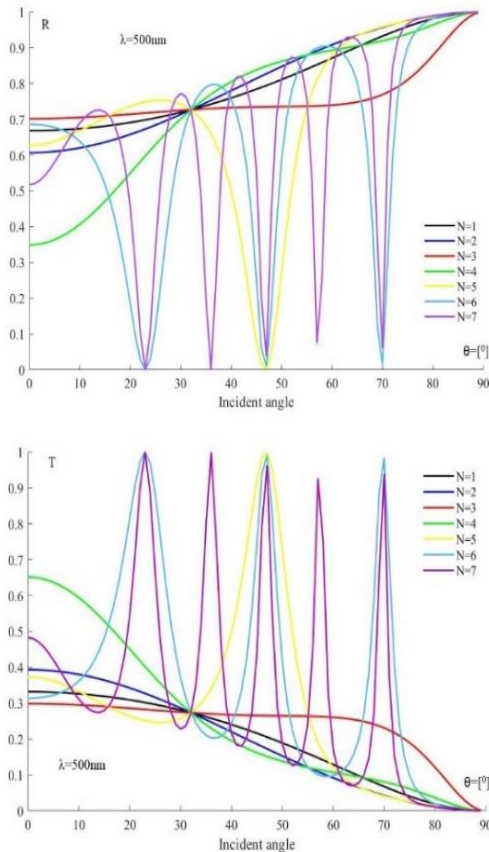 1
R
λ=500nm
0.9
0.8
0.7
0.6
0.5
0.4
0.3
0.2
0.1
0
N=1
N=2
N=3
N=4
N=5
N=6
N=7
θ=[⁰]
0 10 20 30 40 50 60 70 80 90
Incident angle
1
T
0.9
0.8
0.7
0.6
0.5
0.4
0.3
0.2
0.1
0
N=1
N=2
N=3
N=4
N=5
N=6
N=7
λ=500nm
θ=[⁰]
0 10 20 30 40 50 60 70 80 90
Incident angle